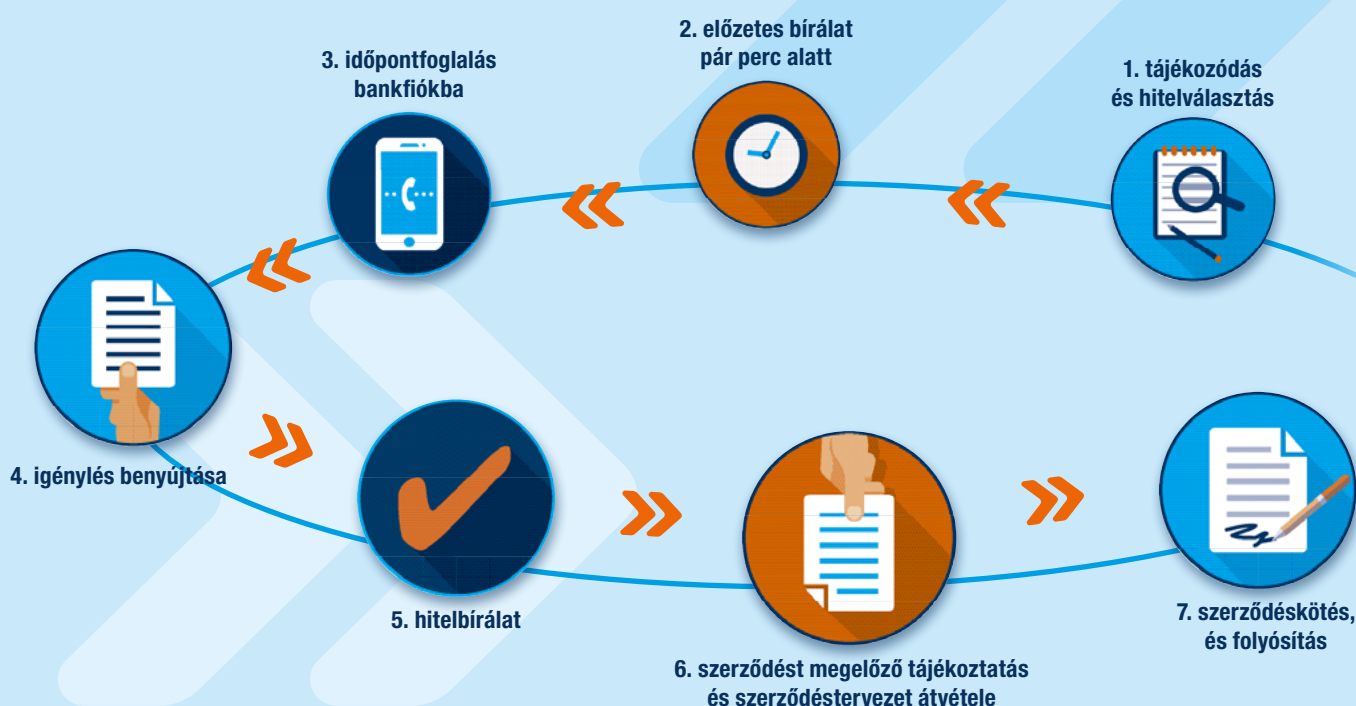 1. tájékozódás
és hitelválasztás
2. előzetes bírálat
pár perc alatt
3. időpontfoglalás
bankfiókba
4. igénylés benyújtása
5. hitelbírálat
6. szerződést megelőző tájékoztatás
és szerződéstervezet átvétele
7. szerződéskötés,
és folyósítás